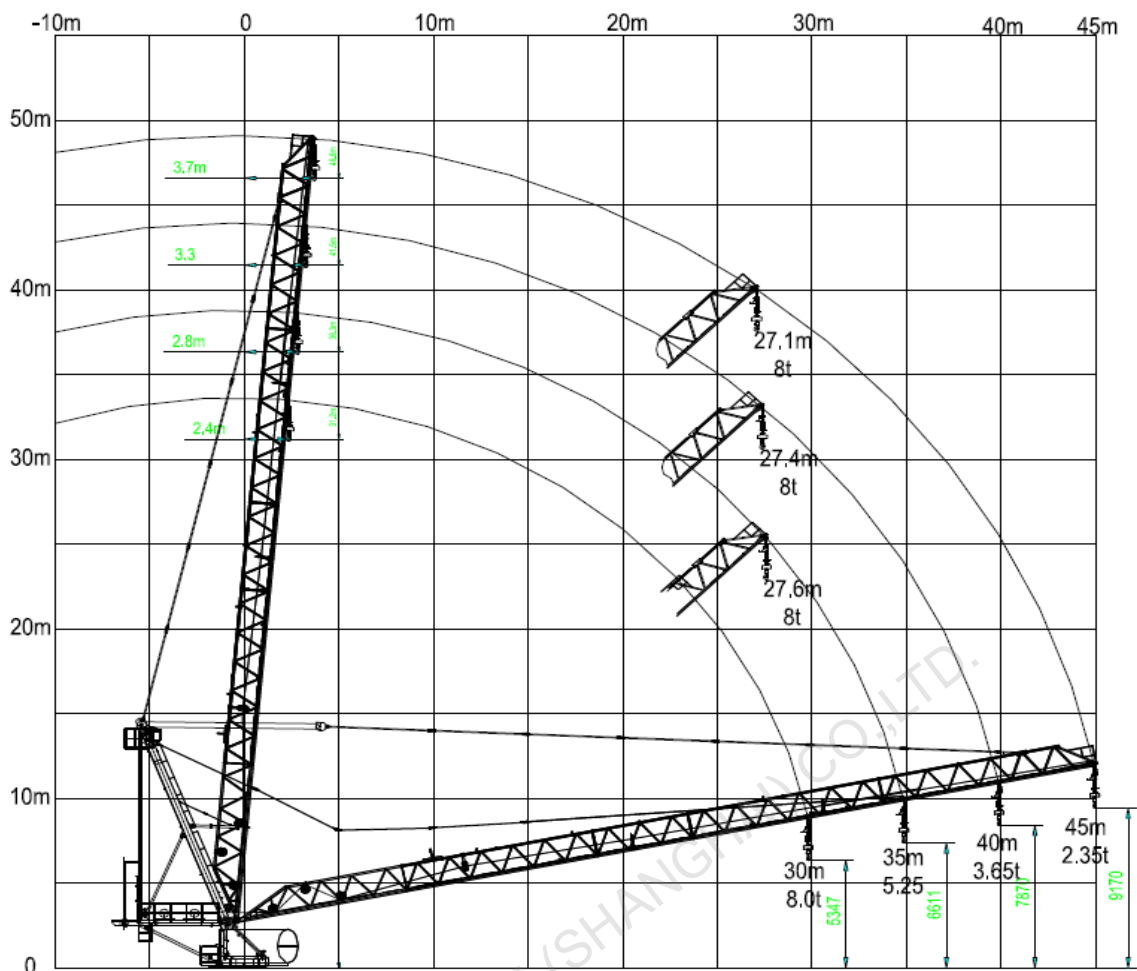 -10m 0 10m 20m 30m 40m 45m
50m
3.7m
3.3
40m
2.8m
27,1m
8t
2.4m
30m
27,4m
8t
20m
27,6m
8t
10m
30m
8.0t
35m
5.25
40m
3.65t
45m
2.35t
5347
6611
7870
9170
0
(SHANGHAI) CO.,LTD.